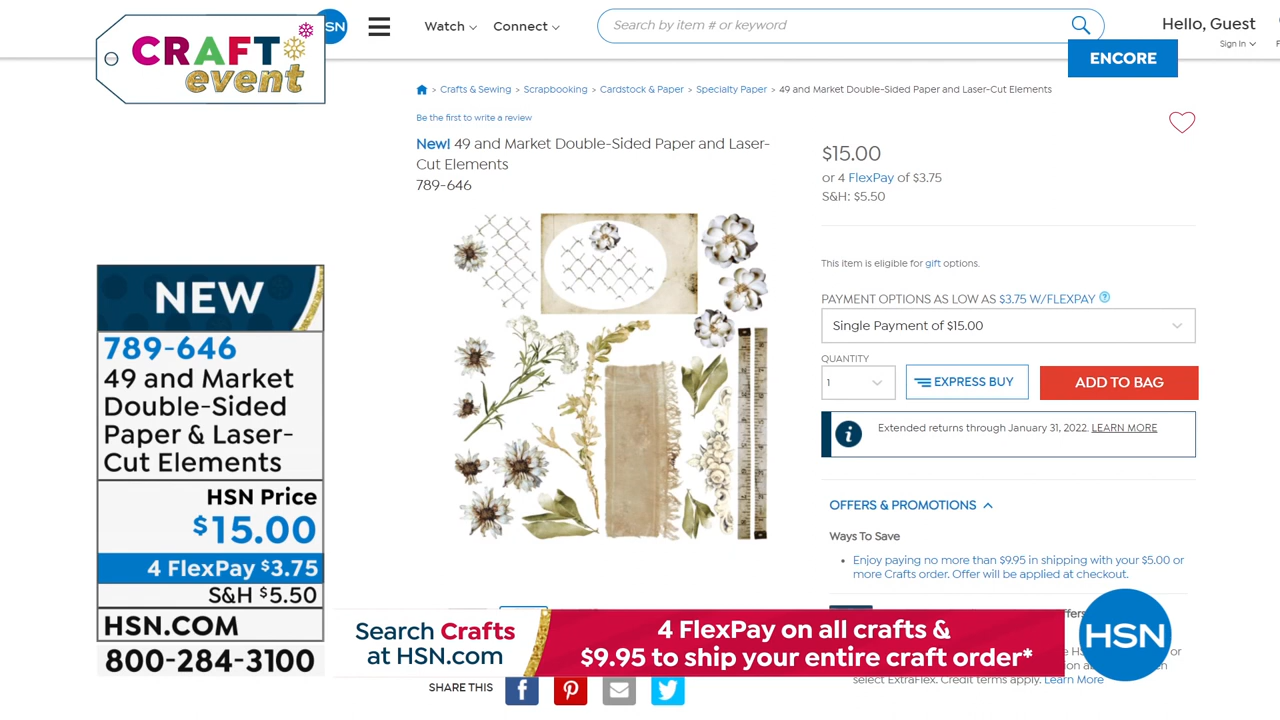 CRAFT
event
HSN
Watch
Connect
Search by item # or keyword
Hello, Guest
Sign In
ENCORE
> Crafts & Sewing > Scrapbooking > Cardstock & Paper > Specialty Paper > 49 and Market Double-Sided Paper and Laser-Cut Elements
Be the first to write a review
New! 49 and Market Double-Sided Paper and Laser-
Cut Elements
789-646
$15.00
or 4 FlexPay of $3.75
S&H: $5.50
This item is eligible for gift options.
PAYMENT OPTIONS AS LOW AS $3.75 W/FLEXPAY ?
Single Payment of $15.00
QUANTITY
1
EXPRESS BUY
ADD TO BAG
Extended returns through January 31, 2022. LEARN MORE
OFFERS & PROMOTIONS
Ways To Save
• Enjoy paying no more than $9.95 in shipping with your $5.00 or
more Crafts order. Offer will be applied at checkout.
NEW
789-646
49 and Market
Double-Sided
Paper & Laser-
Cut Elements
HSN Price
$15.00
4 FlexPay $3.75
S&H $5.50
HSN.COM
800-284-3100
Search Crafts
at HSN.com
4 FlexPay on all crafts &
$9.95 to ship your entire craft order*
HSN
select ExtraFlex. Credit terms apply. Learn More
SHARE THIS